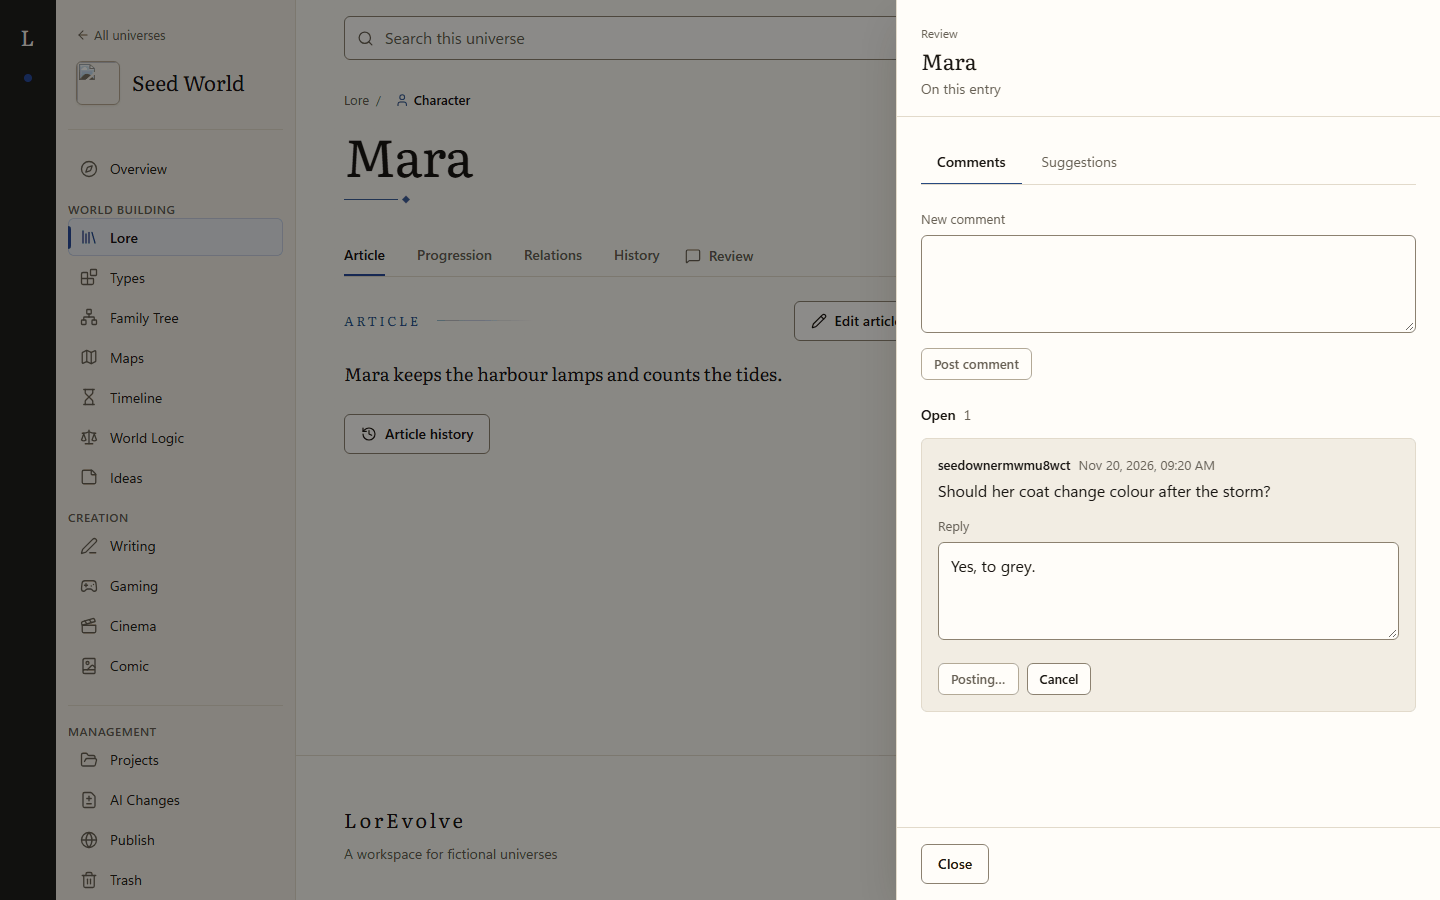 L
All universes
Seed World
Overview
WORLD BUILDING
Lore
Types
Family Tree
Maps
Timeline
World Logic
Ideas
CREATION
Writing
Gaming
Cinema
Comic
MANAGEMENT
Projects
AI Changes
Publish
Trash
Search this universe
Lore / Character
Mara
Article Progression Relations History Review
ARTICLE
Edit article
Mara keeps the harbour lamps and counts the tides.
Article history
LorEvolve
A workspace for fictional universes
Review
Mara
On this entry
Comments Suggestions
New comment
Post comment
Open 1
seedownermwmu8wct Nov 20, 2026, 09:20 AM
Should her coat change colour after the storm?
Reply
Yes, to grey.
Posting... Cancel
Close